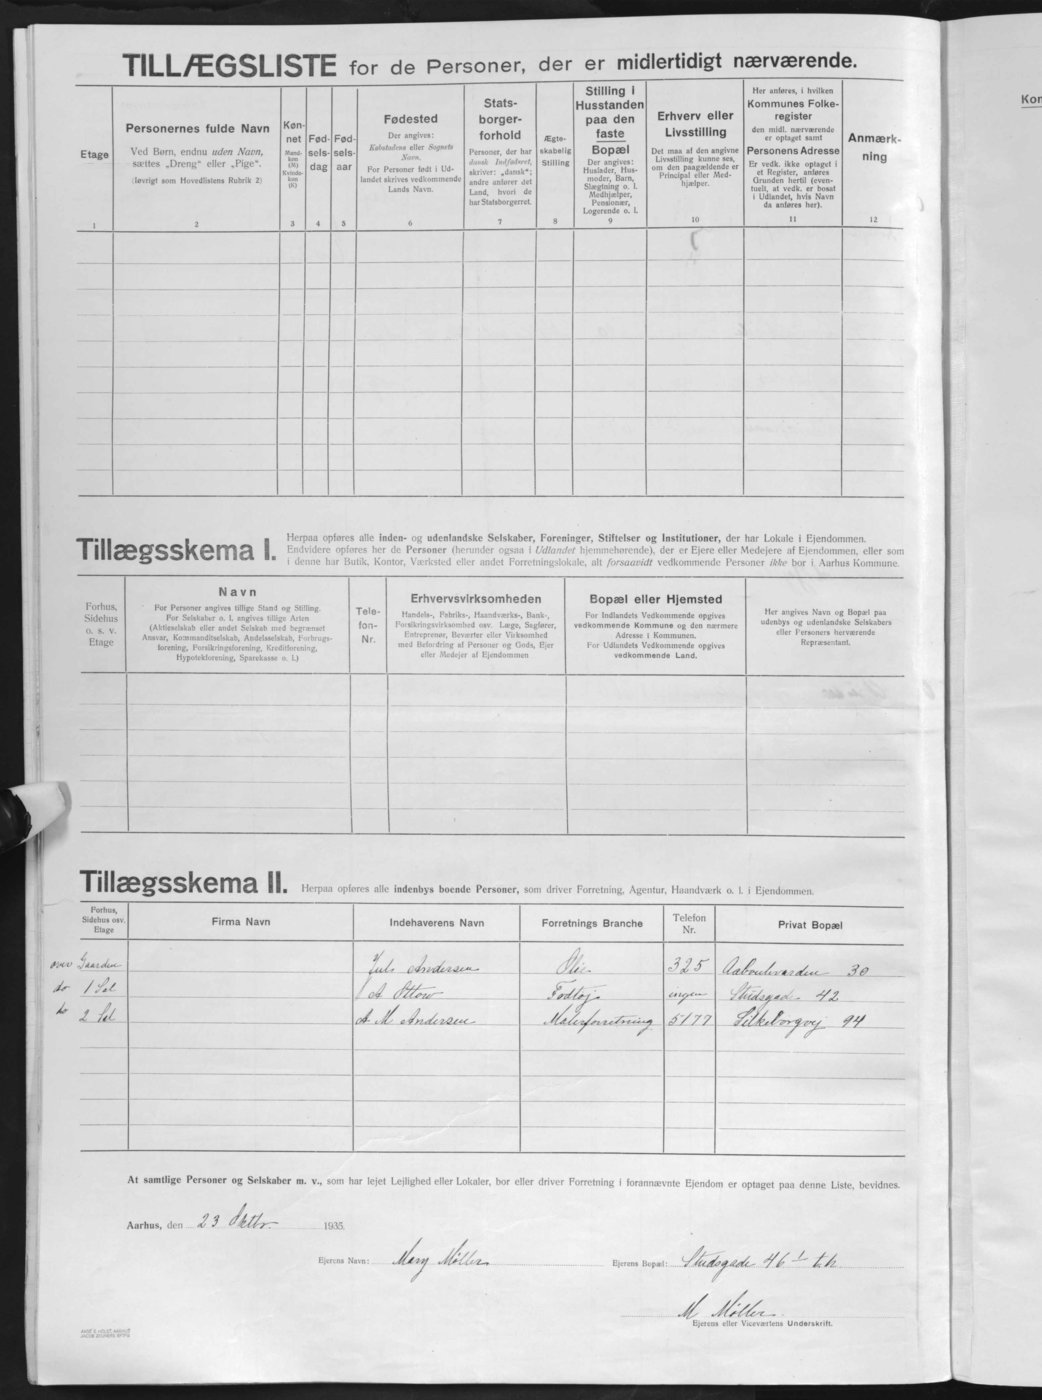 TILLÆGSLISTE for de Personer, der er midlertidigt nærværende.
Etage
1
Personernes fulde Navn
Ved Børn, endnu uden Navn,
sættes „Dreng“ eller „Pige“.
(Iøvrigt som Hovedlistens Rubrik 2)
2
Køn-
net
Mand-
køn
(M)
Kvinde-
køn
(K)
3
Fød-
sels-
dag
4
Fød-
sels-
aar
5
Fødested
Der angives:
Købstadens eller Sognets
Navn.
For Personer født i Ud-
landet skrives vedkommende
Lands Navn.
6
Stats-
borger-
forhold
Personer, der har
dansk Indfødsret,
skriver: „dansk“;
andre anfører det
Land, hvori de
har Statsborgerret.
7
Ægte-
skabelig
Stilling
8
Stilling i
Husstanden
paa den
faste
Bopæl
Der angives:
Husfader, Hus-
moder, Barn,
Slægtning o. l.
Medhjælper,
Pensionær,
Logerende o. l.
9
Erhverv eller
Livsstilling
Det maa af den angivne
Livsstilling kunne ses,
om den paagældende er
Principal eller Med-
hjælper.
10
Her anføres, i hvilken
Kommunes Folke-
register
den midl. nærværende
er optaget samt
Personens Adresse
Er vedk. ikke optaget i
et Register, anføres
Grunden hertil (even-
tuelt, at vedk. er bosat
i Udlandet, hvis Navn
da anføres her).
11
Anmærk-
ning
12
Tillægsskema I.
Herpaa opføres alle inden- og udenlandske Selskaber, Foreninger, Stiftelser og Institutioner, der har Lokale i Ejendommen.
Endvidere opføres her de Personer (herunder ogsaa i Udlandet hjemmehørende), der er Ejere eller Medejere af Ejendommen, eller som
i denne har Butik, Kontor, Værksted eller andet Forretningslokale, alt forsaavidt vedkommende Personer ikke bor i Aarhus Kommune.
Forhus,
Sidehus
o. s. v.
Etage
Navn
For Personer angives tillige Stand og Stilling.
For Selskaber o. l. angives tillige Arten
(Aktieselskab eller andet Selskab med begrænset
Ansvar, Kommanditselskab, Andelsselskab, Forbrugs-
forening, Forsikringsforening, Kreditforening,
Hypotekforening, Sparekasse o. l.)
Tele-
fon-
Nr.
Erhvervsvirksomheden
Handels-, Fabriks-, Haandværks-, Bank-,
Forsikringsvirksomhed osv. Læge, Sagfører,
Entreprenør, Beværter eller Virksomhed
med Befordring af Personer og Gods, Ejer
eller Medejer af Ejendommen
Bopæl eller Hjemsted
For Indlandets Vedkommende opgives
vedkommende Kommune og den nærmere
Adresse i Kommunen.
For Udlandets Vedkommende opgives
vedkommende Land.
Her angives Navn og Bopæl paa
udenbys og udenlandske Selskabers
eller Personers herværende
Repræsentant.
Tillægsskema II. Herpaa opføres alle indenbys boende Personer, som driver Forretning, Agentur, Haandværk o. l. i Ejendommen.
Forhus,
Sidehus osv.
Etage
Firma Navn
Indehaverens Navn
Forretnings Branche
Telefon
Nr.
Privat Bopæl
over Gaarden Juls Andersen Olie 325 Aaboulevarden 30
do 1 Sal A Ottow Fodtøj ingen Studsgade 42
do 2 Sal A M Andersen Malerforretning 5177 Silkeborgvej 94
At samtlige Personer og Selskaber m. v., som har lejet Lejlighed eller Lokaler, bor eller driver Forretning i forannævnte Ejendom er optaget paa denne Liste, bevidnes.
Aarhus, den 23 Oktbr. 1935.
Ejerens Navn: Mary Møller Ejerens Bopæl: Studsgade 46 1 t.h
M Møller
Ejerens eller Viceværtens Underskrift.